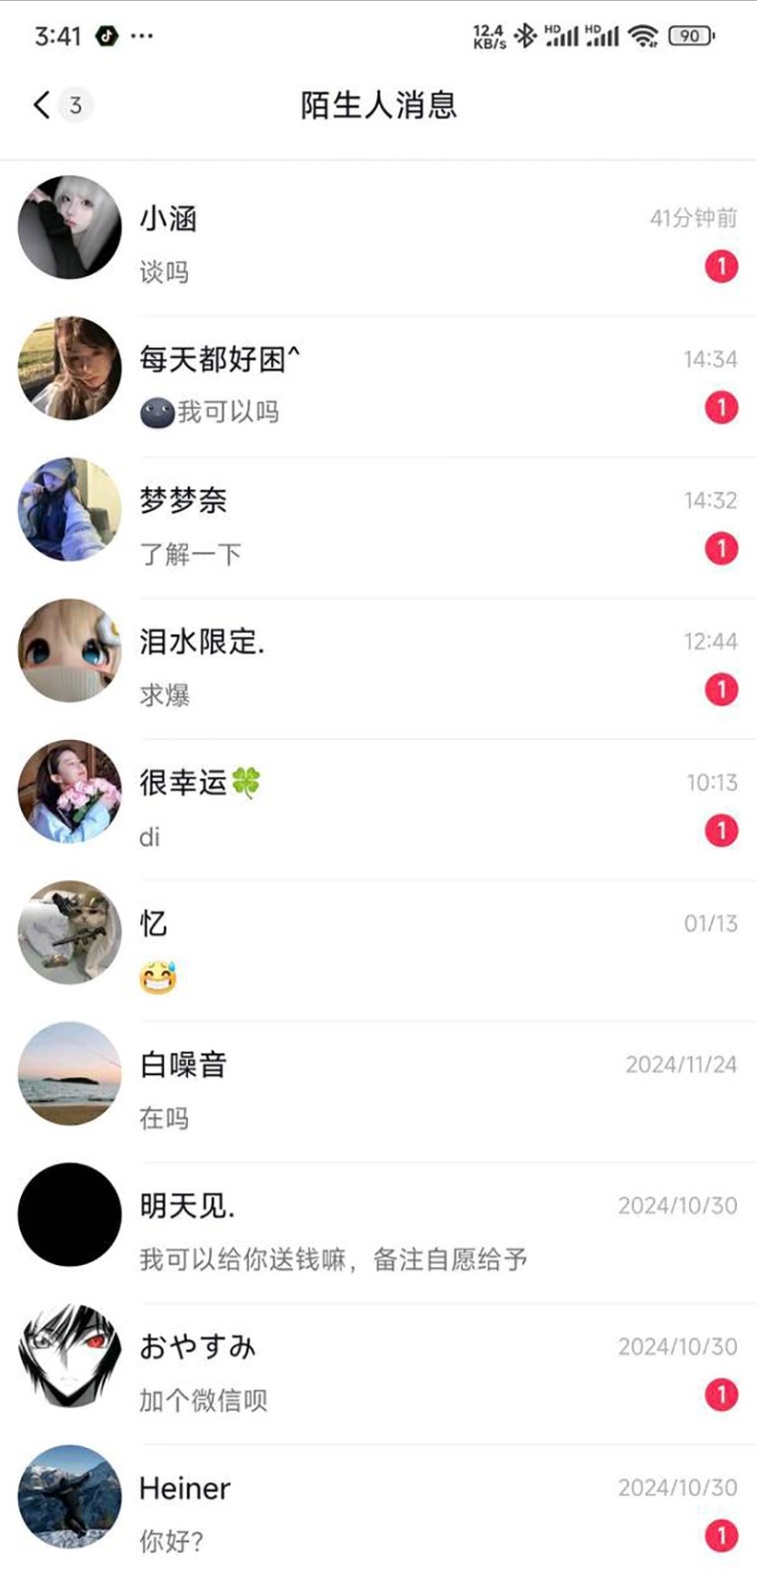 3:41 ··· 12.4 KB/s HD HD 90
3 陌生人消息
小涵 41分钟前
谈吗 1
每天都好困^ 14:34
🌚我可以吗 1
梦梦奈 14:32
了解一下 1
泪水限定. 12:44
求爆 1
很幸运🍀 10:13
di 1
忆 01/13
😅
白噪音 2024/11/24
在吗
明天见. 2024/10/30
我可以给你送钱嘛，备注自愿给予
おやすみ 2024/10/30
加个微信呗 1
Heiner 2024/10/30
你好? 1